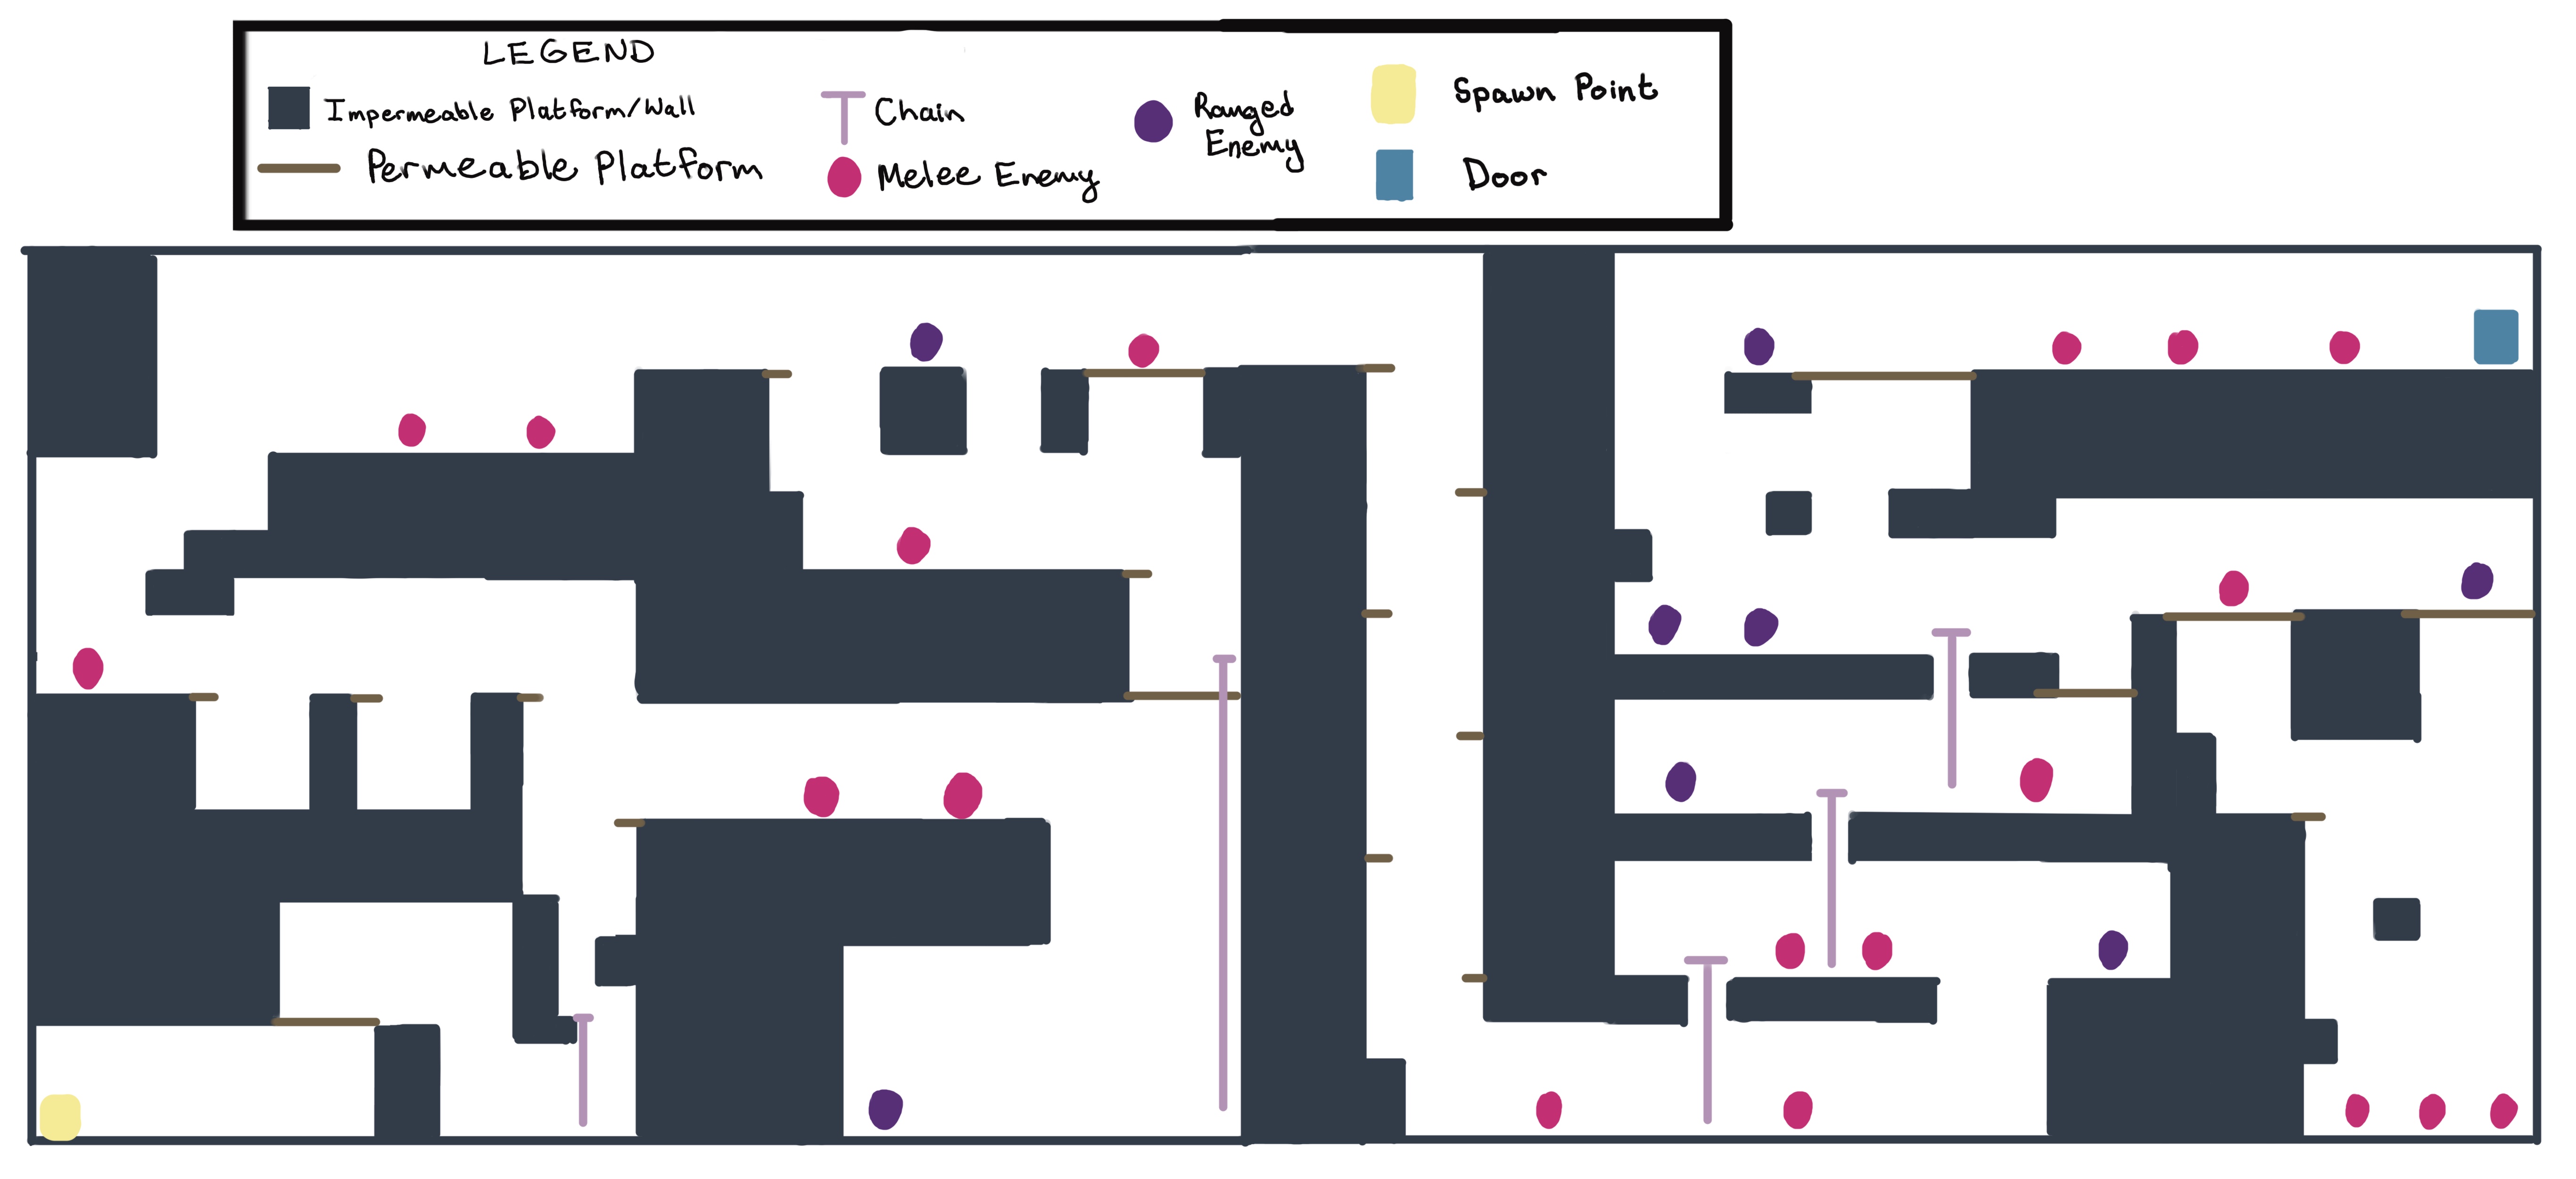 LEGEND
Impermeable Platform/Wall
Permeable Platform
Chain
Melee Enemy
Ranged
Enemy
Spawn Point
Door